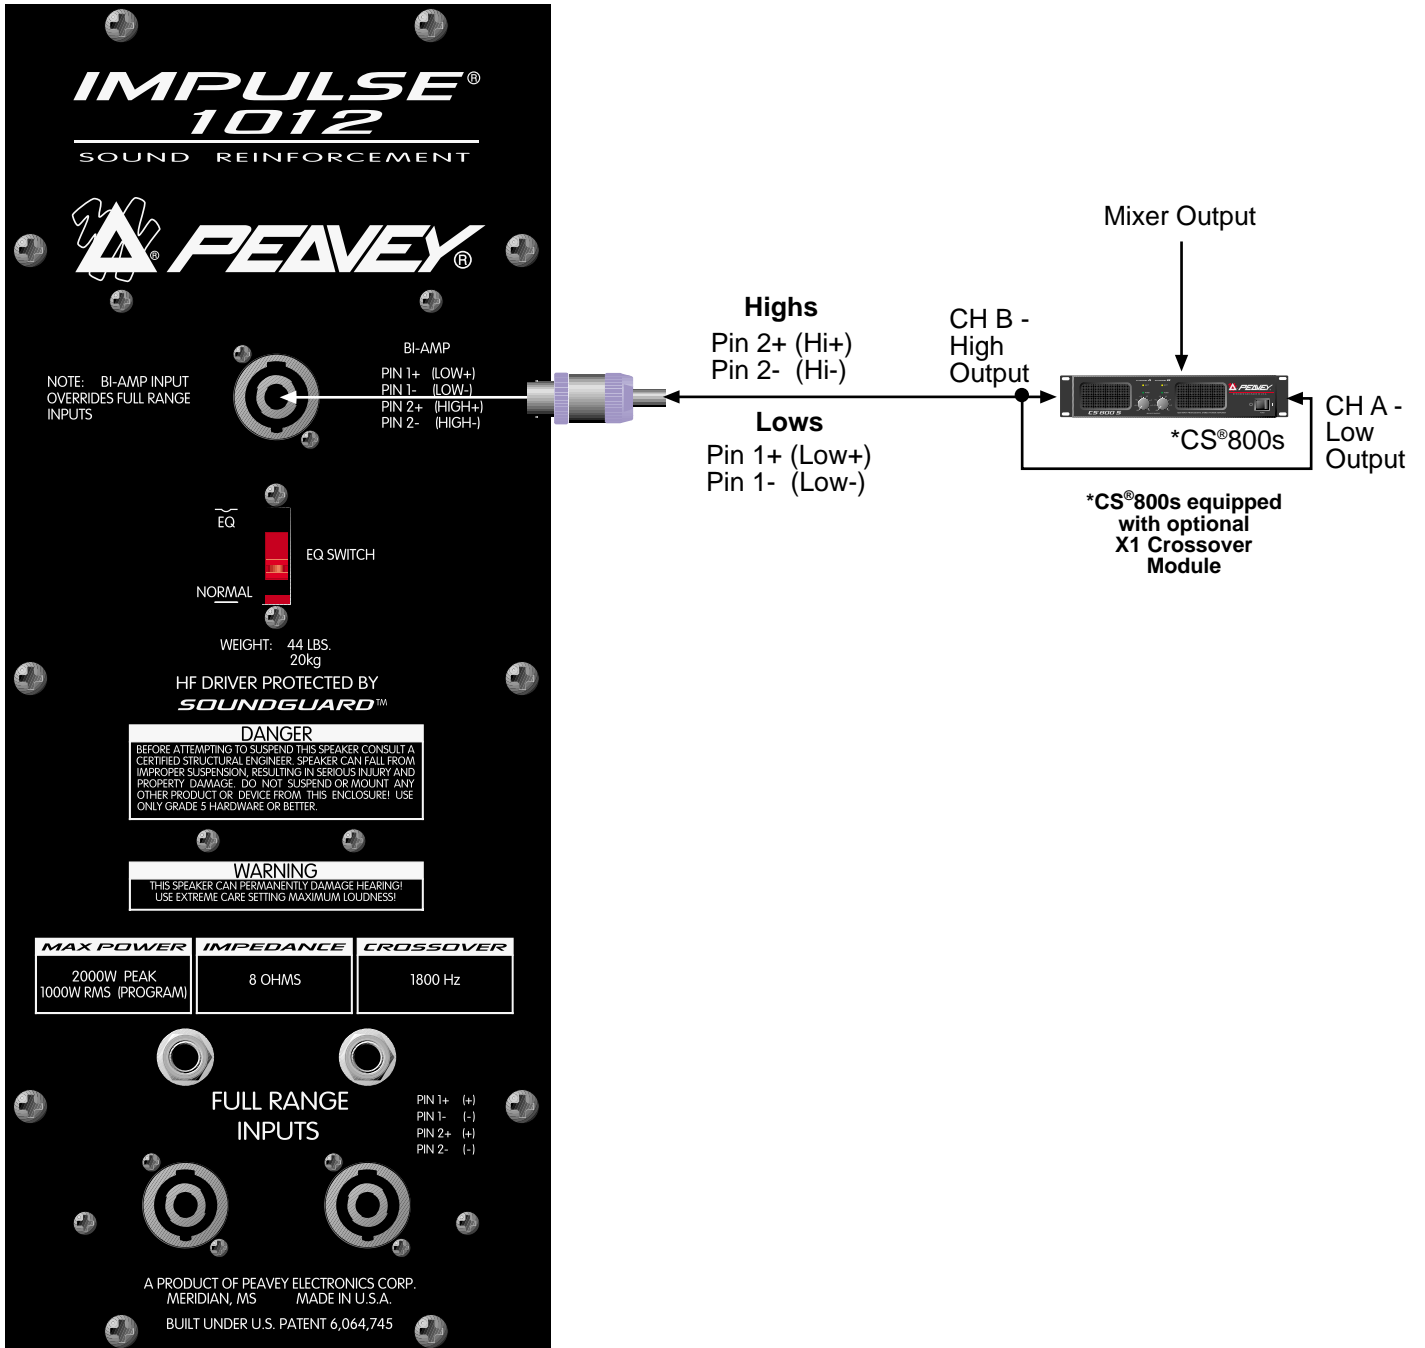 IMPULSE®
1012
SOUND REINFORCEMENT
® PEAVEY®
BI-AMP
PIN 1+ (LOW+)
PIN 1- (LOW-)
PIN 2+ (HIGH+)
PIN 2- (HIGH-)
NOTE: BI-AMP INPUT
OVERRIDES FULL RANGE
INPUTS
EQ
EQ SWITCH
NORMAL
WEIGHT: 44 LBS.
20kg
HF DRIVER PROTECTED BY
SOUNDGUARD™
DANGER
BEFORE ATTEMPTING TO SUSPEND THIS SPEAKER CONSULT A
CERTIFIED STRUCTURAL ENGINEER. SPEAKER CAN FALL FROM
IMPROPER SUSPENSION, RESULTING IN SERIOUS INJURY AND
PROPERTY DAMAGE. DO NOT SUSPEND OR MOUNT ANY
OTHER PRODUCT OR DEVICE FROM THIS ENCLOSURE! USE
ONLY GRADE 5 HARDWARE OR BETTER.
WARNING
THIS SPEAKER CAN PERMANENTLY DAMAGE HEARING!
USE EXTREME CARE SETTING MAXIMUM LOUDNESS!
MAX POWER
2000W PEAK
1000W RMS (PROGRAM)
IMPEDANCE
8 OHMS
CROSSOVER
1800 Hz
FULL RANGE
INPUTS
PIN 1+ (+)
PIN 1- (-)
PIN 2+ (+)
PIN 2- (-)
A PRODUCT OF PEAVEY ELECTRONICS CORP.
MERIDIAN, MS MADE IN U.S.A.
BUILT UNDER U.S. PATENT 6,064,745
Mixer Output
Highs
Pin 2+ (Hi+)
Pin 2- (Hi-)
Lows
Pin 1+ (Low+)
Pin 1- (Low-)
CH B -
High
Output
PEAVEY
CS 800 S
*CS®800s
CH A -
Low
Output
*CS®800s equipped
with optional
X1 Crossover
Module